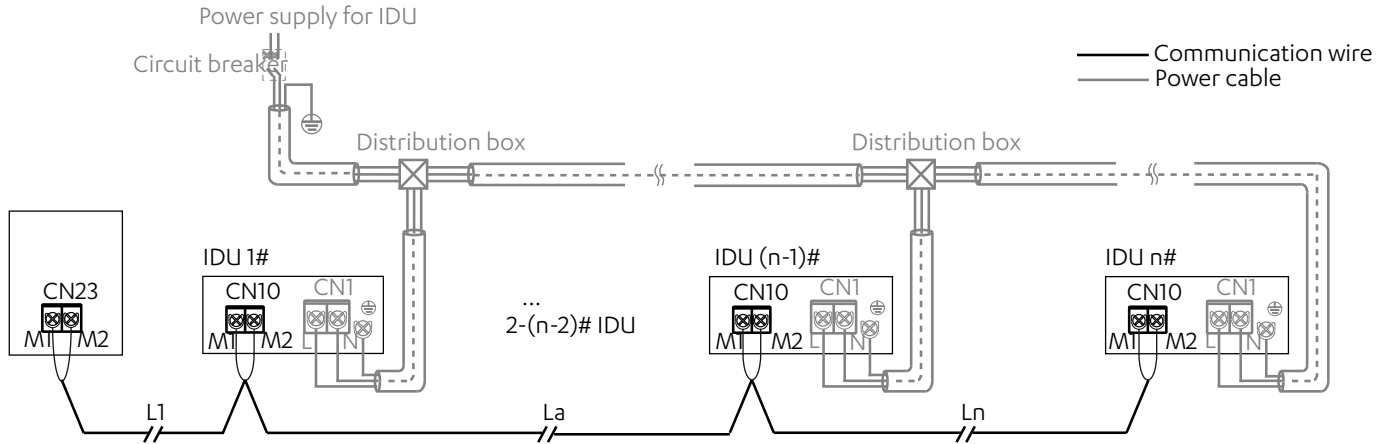 Power supply for IDU
Circuit breaker
Communication wire
Power cable
Distribution box
Distribution box
IDU 1#
IDU (n-1)#
IDU n#
CN23
CN10
CN1
...
2-(n-2)# IDU
CN10
CN1
CN10
CN1
M1 M2
M1 M2 L N
M1 M2 L N
M1 M2 L N
L1
La
Ln